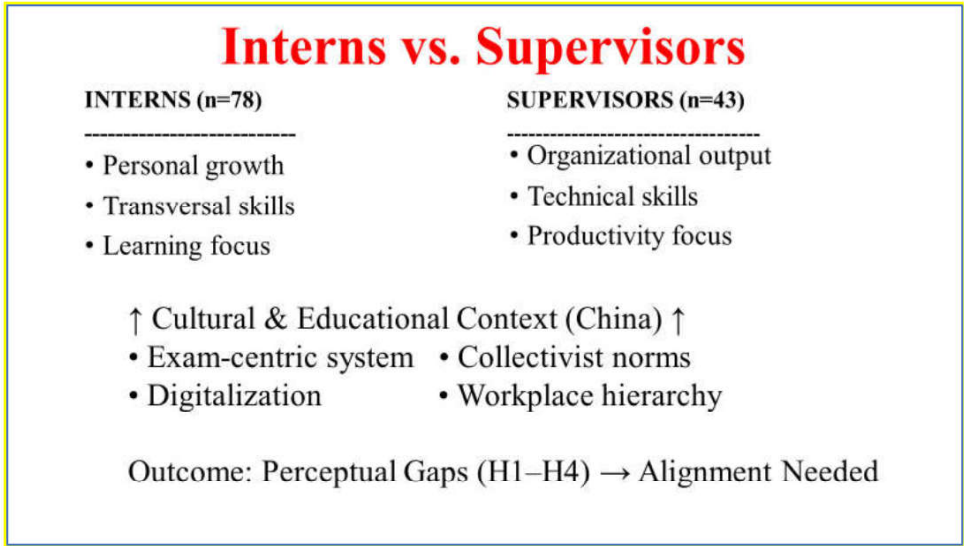 Interns vs. Supervisors
INTERNS (n=78)
---------------------------
• Personal growth
• Transversal skills
• Learning focus
SUPERVISORS (n=43)
-----------------------------------
• Organizational output
• Technical skills
• Productivity focus
↑ Cultural & Educational Context (China) ↑
• Exam-centric system • Collectivist norms
• Digitalization • Workplace hierarchy
Outcome: Perceptual Gaps (H1–H4) → Alignment Needed